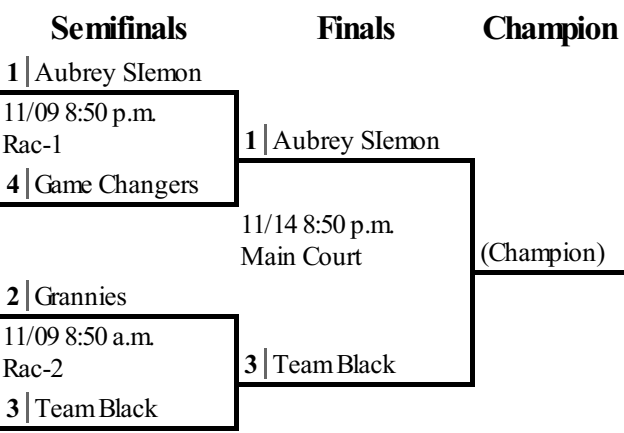 Semifinals Finals Champion
1 Aubrey SIemon
11/09 8:50 p.m.
Rac-1
4 Game Changers
1 Aubrey SIemon
11/14 8:50 p.m.
Main Court
(Champion)
2 Grannies
11/09 8:50 a.m.
Rac-2
3 Team Black
3 Team Black